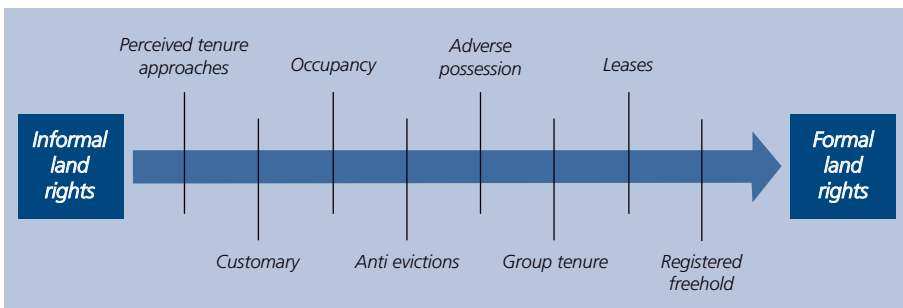 Perceived tenure
approaches
Occupancy
Adverse
possession
Leases
Informal
land
rights
Formal
land
rights
Customary
Anti evictions
Group tenure
Registered
freehold